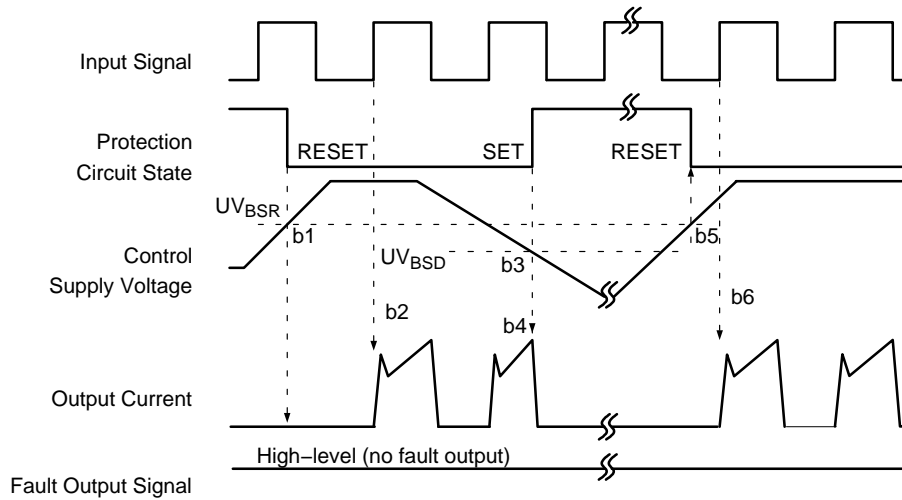 Input Signal
Protection
Circuit State
RESET
SET
RESET
UVBSR
b1
b5
UVBSD
b3
Control
Supply Voltage
b2
b4
b6
Output Current
High−level (no fault output)
Fault Output Signal